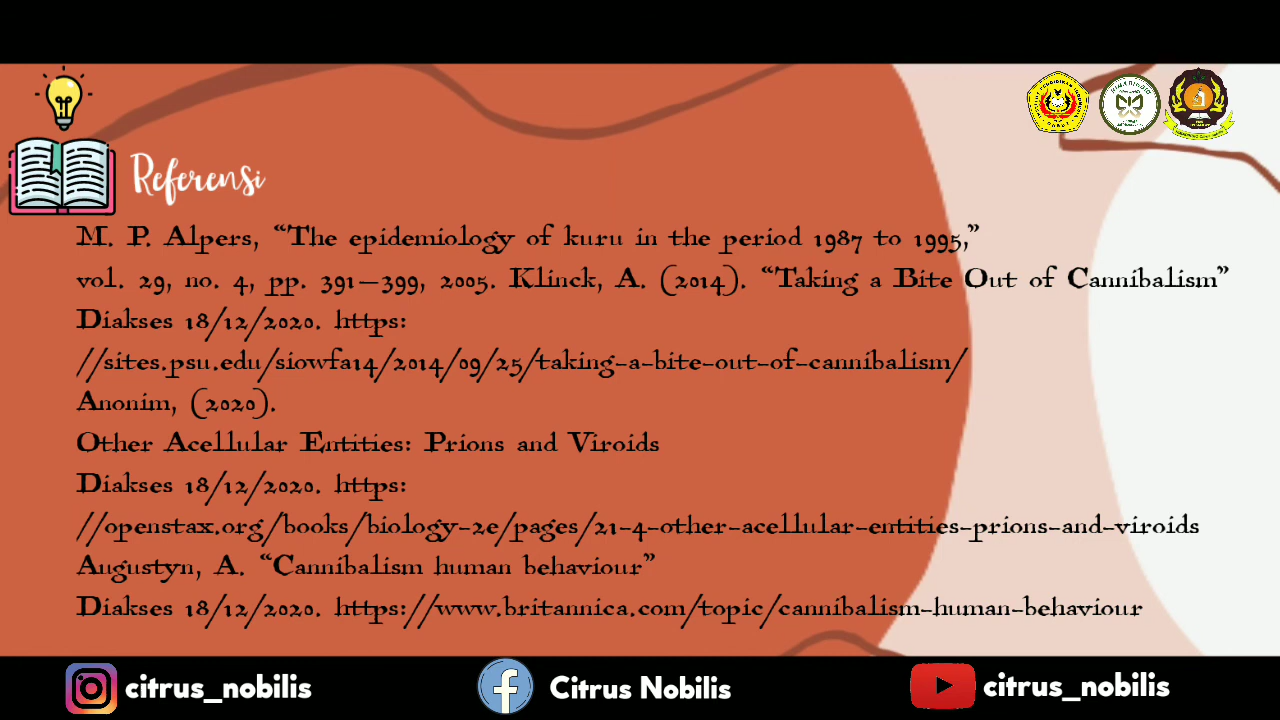 Referensi
M. P. Alpers, “The epidemiology of kuru in the period 1987 to 1995,”
vol. 29, no. 4, pp. 391–399, 2005. Klinck, A. (2014). “Taking a Bite Out of Cannibalism”
Diakses 18/12/2020. https:
//sites.psu.edu/siowfa14/2014/09/25/taking-a-bite-out-of-cannibalism/
Anonim, (2020).
Other Acellular Entities: Prions and Viroids
Diakses 18/12/2020. https:
//openstax.org/books/biology-2e/pages/21-4-other-acellular-entities-prions-and-viroids
Augustyn, A. “Cannibalism human behaviour”
Diakses 18/12/2020. https://www.britannica.com/topic/cannibalism-human-behaviour
citrus_nobilis
Citrus Nobilis
citrus_nobilis